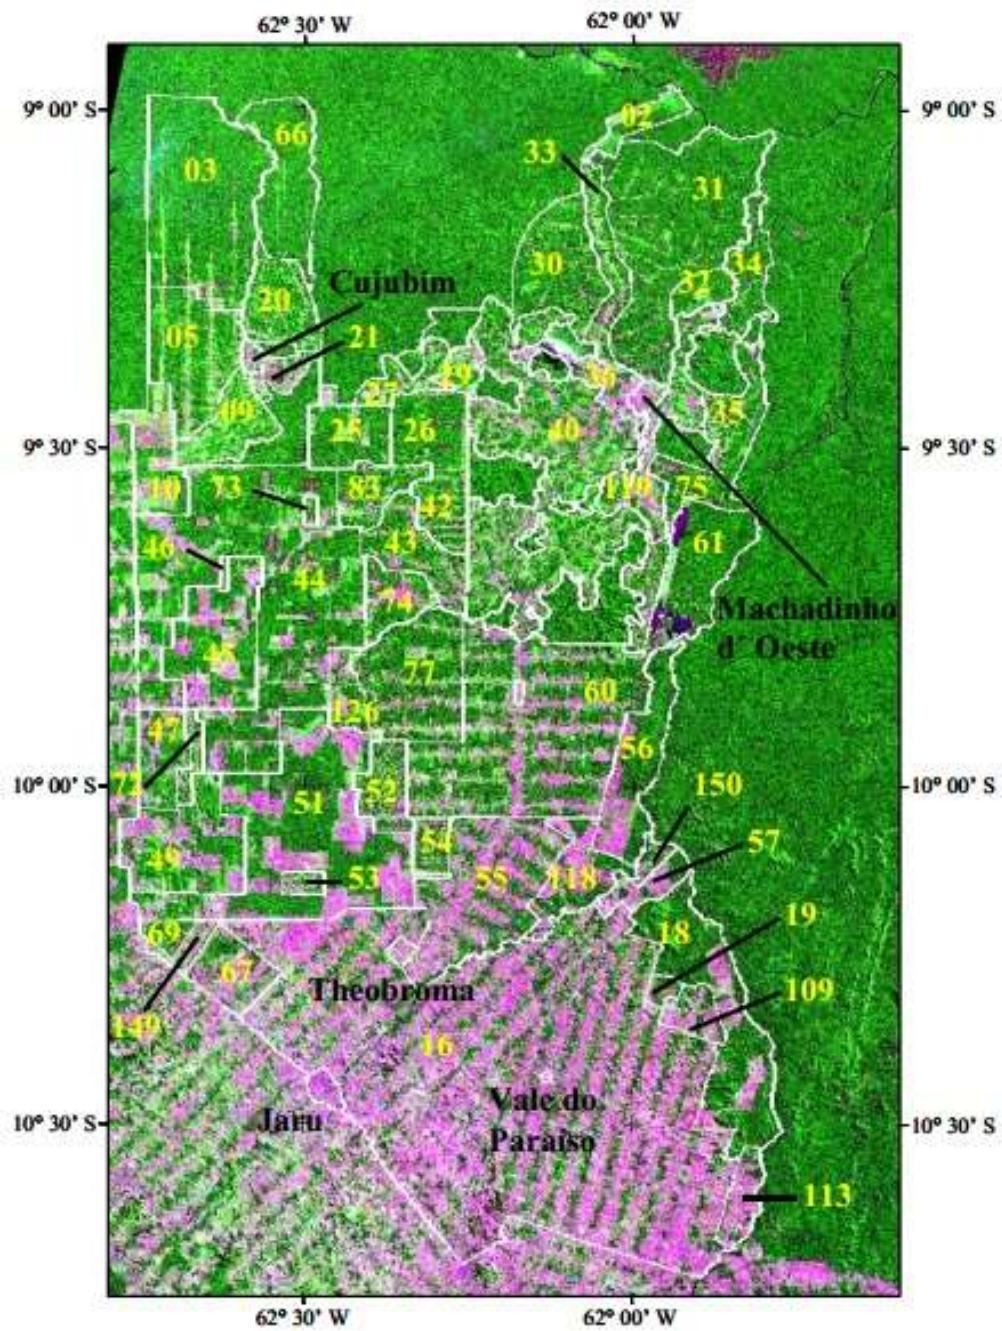 62° 30' W
62° 00' W
9° 00' S
9° 00' S
02
66
33
03
31
30
34
32
20
Cujubim
05
21
29
36
27
09
35
25
26
40
9° 30' S
9° 30' S
10
73
83
119
75
42
46
43
61
44
74
Machadinho
d´ Oeste
45
77
60
126
47
56
72
52
10° 00' S
10° 00' S
150
51
54
57
49
53
55
118
19
69
18
67
109
Theobroma
149
16
Vale do
Jaru
Paraíso
10° 30' S
10° 30' S
113
62° 30' W
62° 00' W